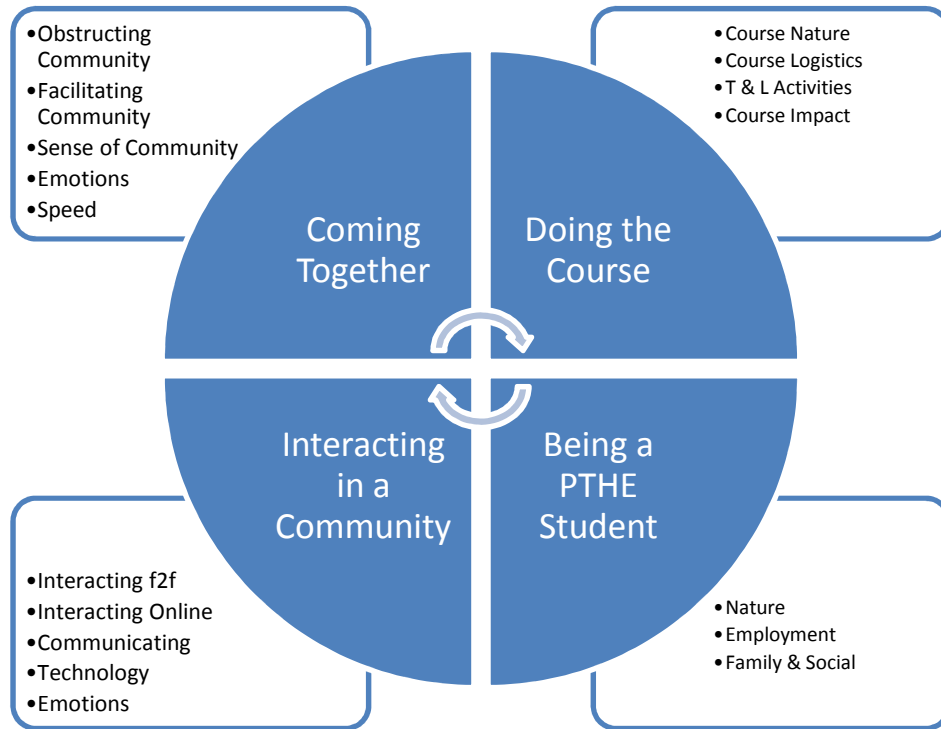 •Obstructing
Community
•Facilitating
Community
•Sense of Community
•Emotions
•Speed
•Course Nature
•Course Logistics
•T & L Activities
•Course Impact
Coming
Together
Doing the
Course
Interacting
in a
Community
Being a
PTHE
Student
•Interacting f2f
•Interacting Online
•Communicating
•Technology
•Emotions
•Nature
•Employment
•Family & Social